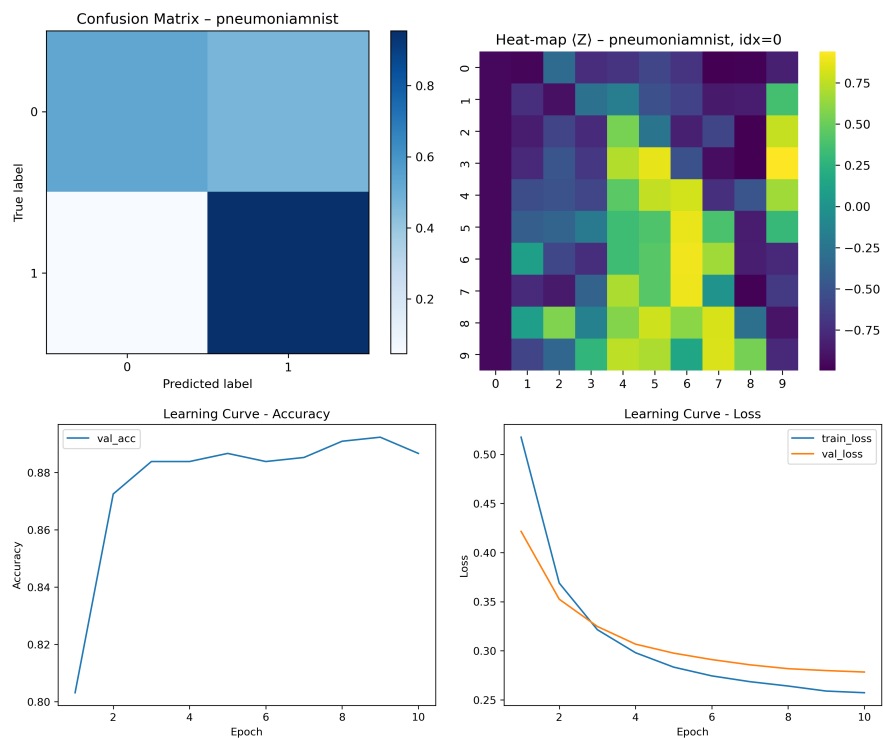 Confusion Matrix – pneumoniamnist
True label
0
1
0 1
Predicted label
0.8
0.6
0.4
0.2
Heat-map ⟨Z⟩ – pneumoniamnist, idx=0
0
1
2
3
4
5
6
7
8
9
0 1 2 3 4 5 6 7 8 9
0.75
0.50
0.25
0.00
−0.25
−0.50
−0.75
Learning Curve - Accuracy
val_acc
Accuracy
0.88
0.86
0.84
0.82
0.80
2 4 6 8 10
Epoch
Learning Curve - Loss
train_loss
val_loss
Loss
0.50
0.45
0.40
0.35
0.30
0.25
2 4 6 8 10
Epoch